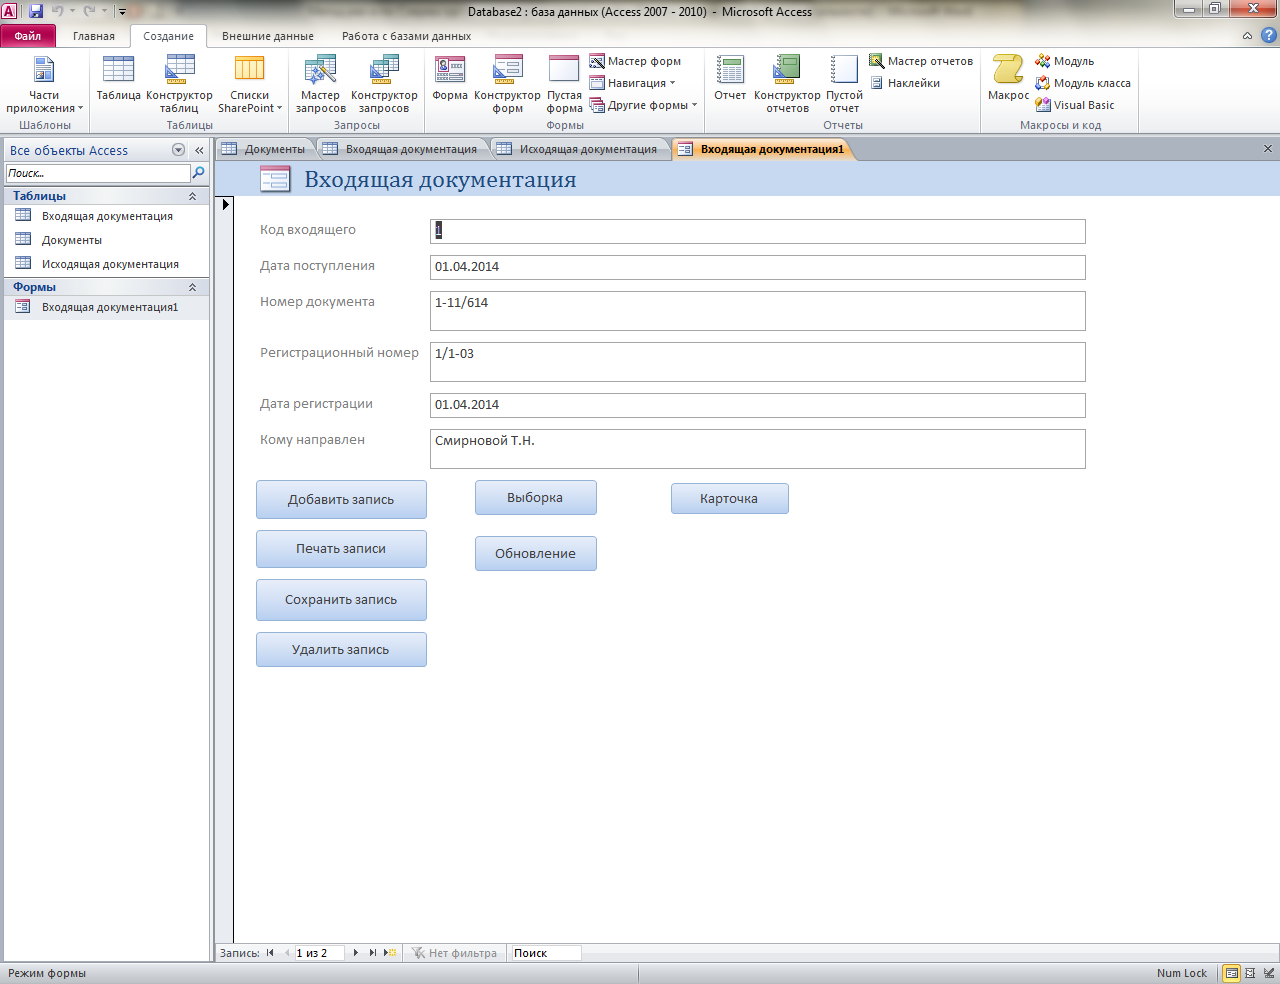 Database2 : база данных (Access 2007 - 2010) - Microsoft Access
Файл Главная Создание Внешние данные Работа с базами данных
Части приложения
Шаблоны
Таблица
Конструктор таблиц
Списки SharePoint
Таблицы
Мастер запросов
Конструктор запросов
Запросы
Форма
Конструктор форм
Пустая форма
Мастер форм
Навигация
Другие формы
Формы
Отчет
Конструктор отчетов
Пустой отчет
Мастер отчетов
Наклейки
Отчеты
Макрос
Модуль
Модуль класса
Visual Basic
Макросы и код
Все объекты Access
Поиск...
Таблицы
Входящая документация
Документы
Исходящая документация
Формы
Входящая документация1
Документы Входящая документация Исходящая документация Входящая документация1
Входящая документация
Код входящего 1
Дата поступления 01.04.2014
Номер документа 1-11/614
Регистрационный номер 1/1-03
Дата регистрации 01.04.2014
Кому направлен Смирновой Т.Н.
Добавить запись Выборка Карточка
Печать записи Обновление
Сохранить запись
Удалить запись
Запись: 1 из 2 Нет фильтра Поиск
Режим формы Num Lock